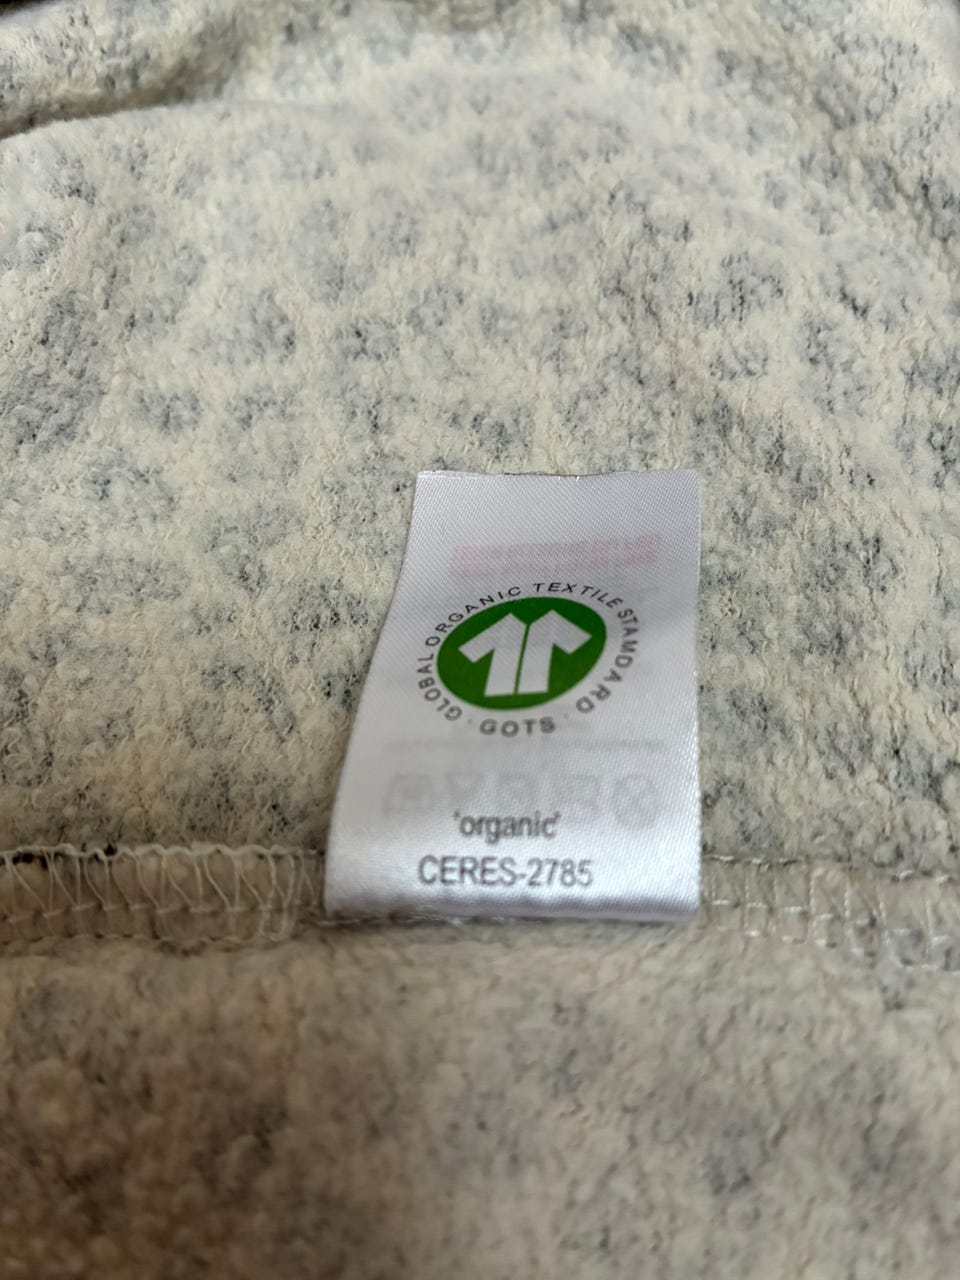 GLOBAL ORGANIC TEXTILE STAMDARD
· GOTS ·
'organic'
CERES-2785